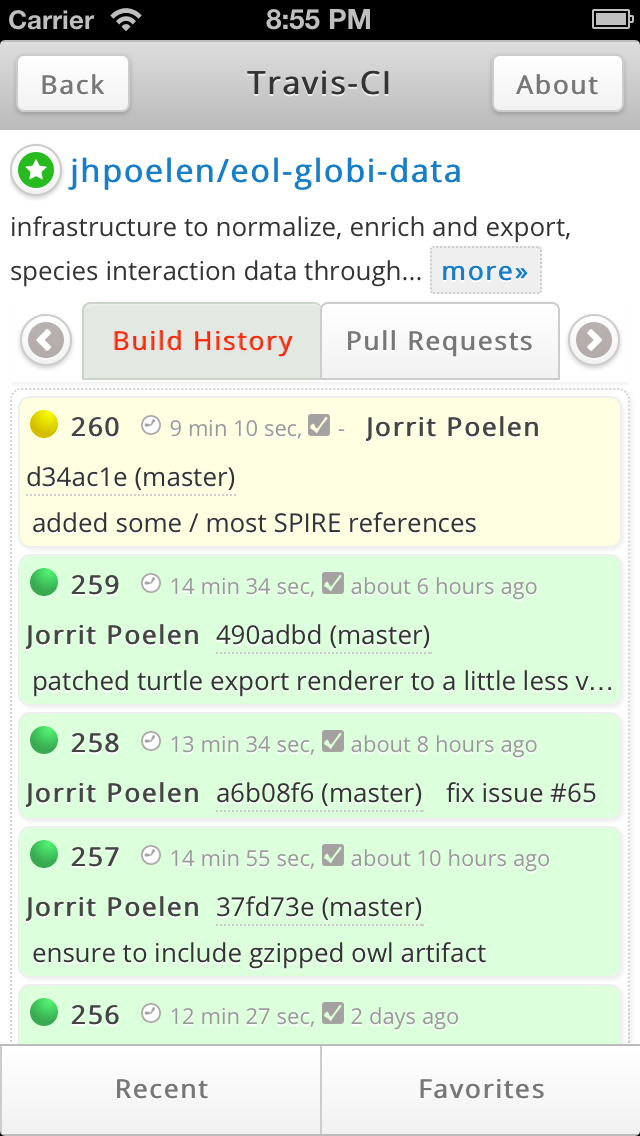 Carrier 8:55 PM
Back Travis-CI About
jhpoelen/eol-globi-data
infrastructure to normalize, enrich and export,
species interaction data through... more»
Build History Pull Requests
260 9 min 10 sec, - Jorrit Poelen
d34ac1e (master)
added some / most SPIRE references
259 14 min 34 sec, about 6 hours ago
Jorrit Poelen 490adbd (master)
patched turtle export renderer to a little less v...
258 13 min 34 sec, about 8 hours ago
Jorrit Poelen a6b08f6 (master) fix issue #65
257 14 min 55 sec, about 10 hours ago
Jorrit Poelen 37fd73e (master)
ensure to include gzipped owl artifact
256 12 min 27 sec, 2 days ago
Recent Favorites